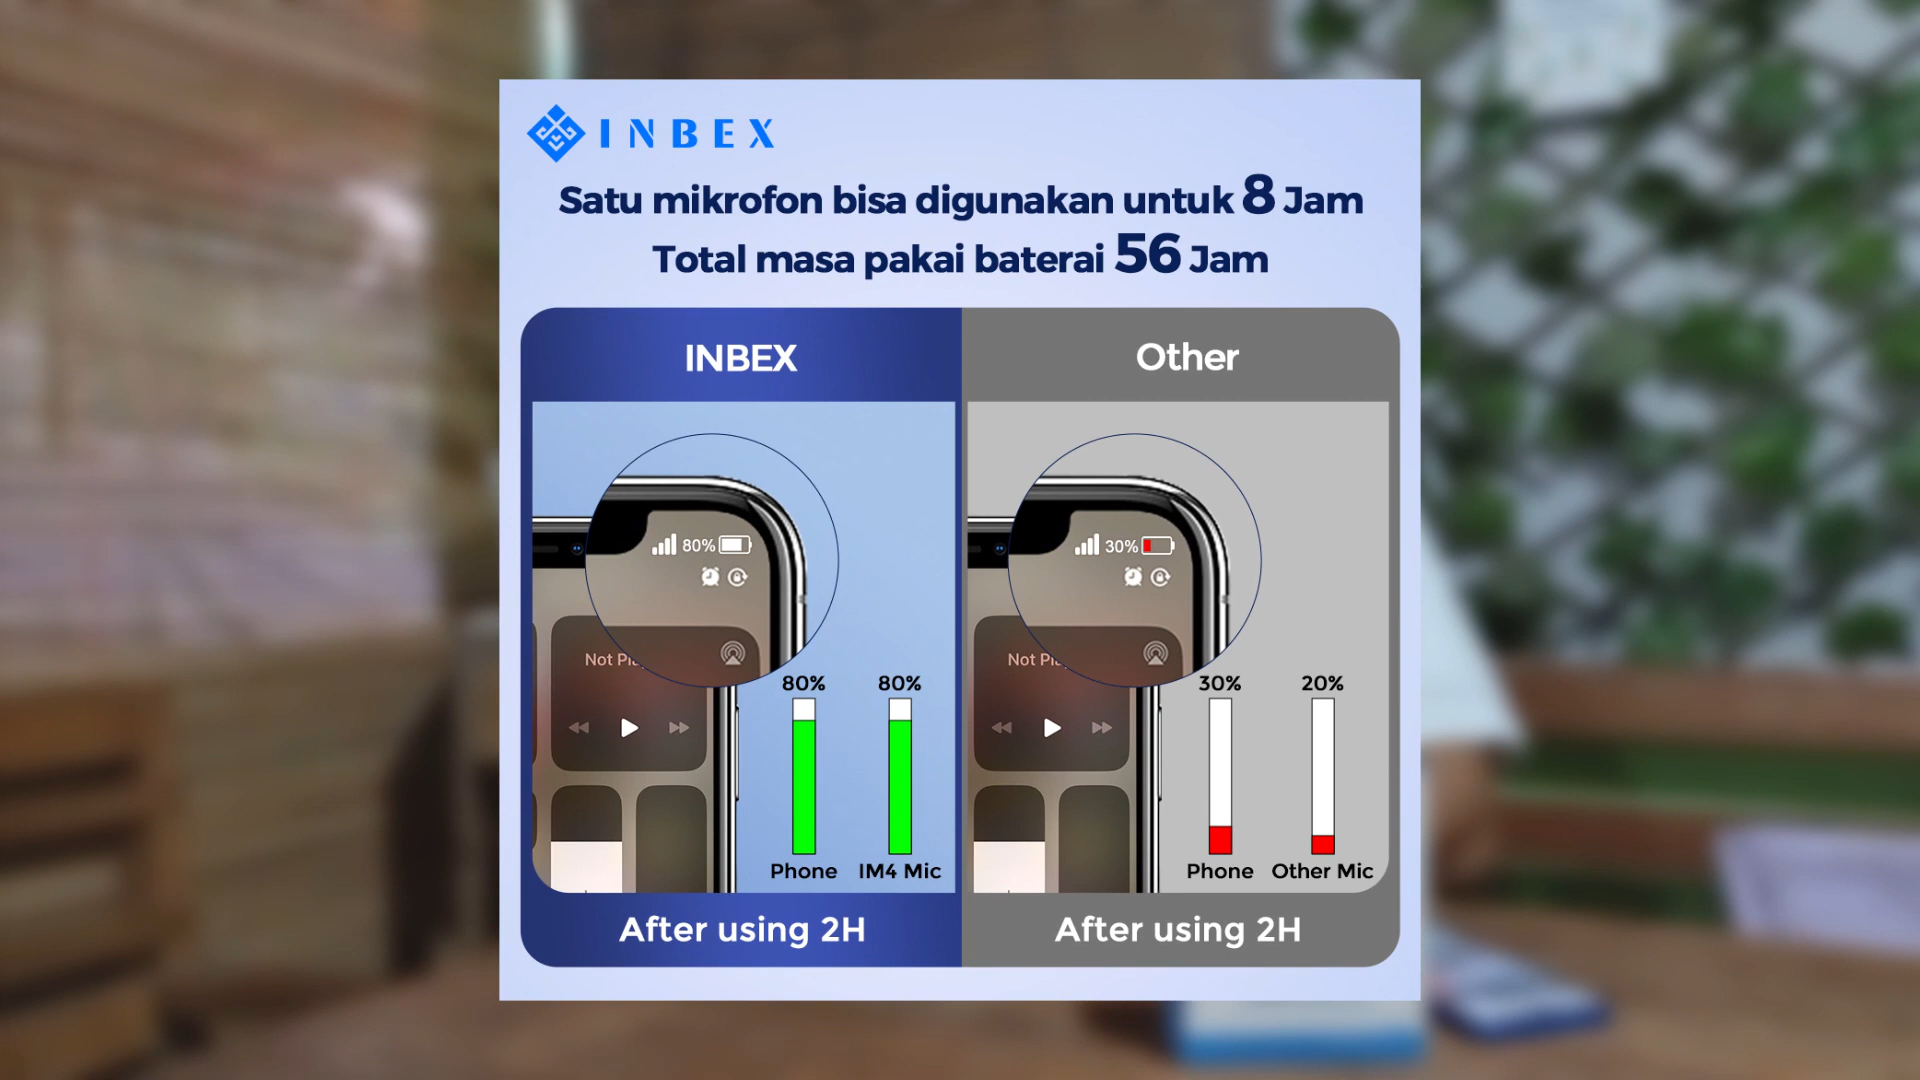 INBEX
Satu mikrofon bisa digunakan untuk 8 Jam
Total masa pakai baterai 56 Jam
INBEX
Other
80%
30%
Not Pl
Not Pl
80%
80%
30%
20%
Phone
IM4 Mic
Phone
Other Mic
After using 2H
After using 2H